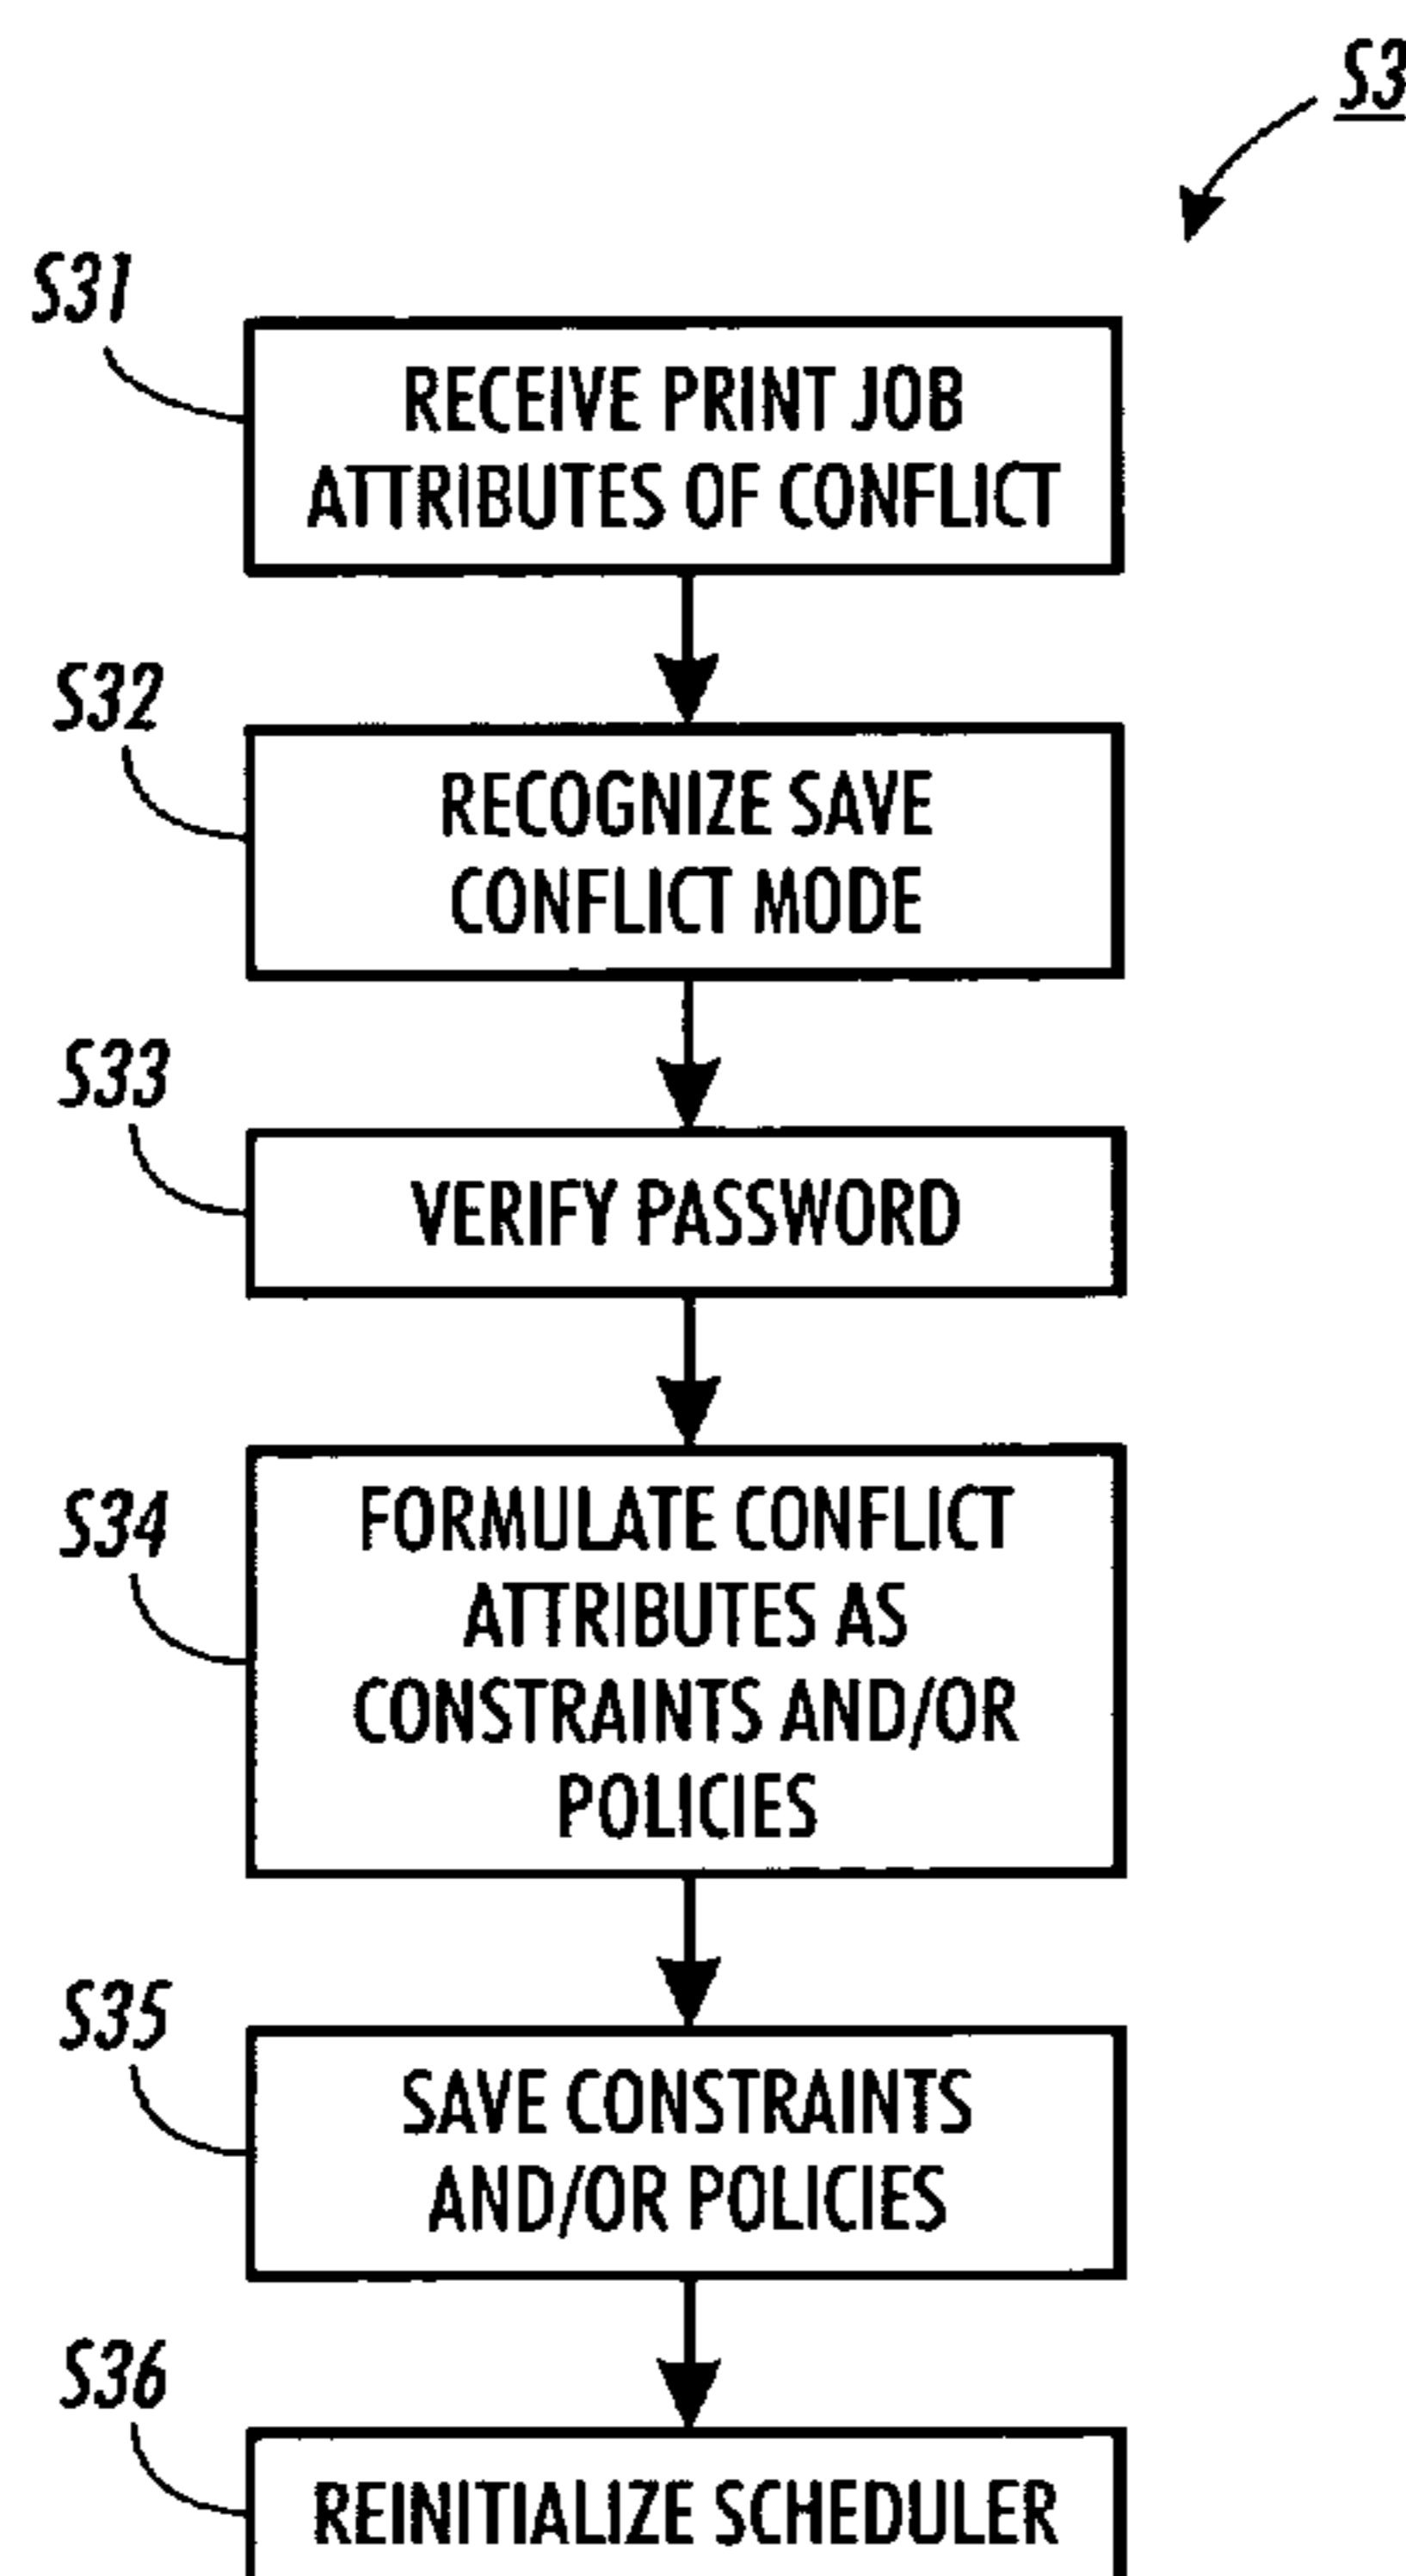 S3
S31
RECEIVE PRINT JOB
ATTRIBUTES OF CONFLICT
S32
RECOGNIZE SAVE
CONFLICT MODE
S33
VERIFY PASSWORD
S34
FORMULATE CONFLICT
ATTRIBUTES AS
CONSTRAINTS AND/OR
POLICIES
S35
SAVE CONSTRAINTS
AND/OR POLICIES
S36
REINITIALIZE SCHEDULER